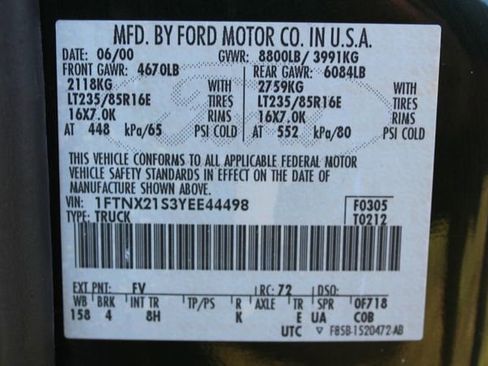 MFD. BY FORD MOTOR CO. IN U.S.A.
DATE: 06/00 GVWR: 8800LB/ 3991KG
FRONT GAWR: 4670LB REAR GAWR: 6084LB
2118KG WITH 2759KG WITH
LT235/85R16E TIRES LT235/85R16E TIRES
16X7.0K RIMS 16X7.0K RIMS
AT 448 kPa/65 PSI COLD AT 552 kPa/80 PSI COLD
THIS VEHICLE CONFORMS TO ALL APPLICABLE FEDERAL MOTOR
VEHICLE SAFETY STANDARDS IN EFFECT ON THE DATE OF
MANUFACTURE SHOWN ABOVE.
VIN: 1FTNX21S3YEE44498 F0305
TYPE: TRUCK T0212
EXT PNT: FV RC: 72 DSO:
WB BRK INT TR TP/PS R AXLE TR SPR 0F718
158 4 8H K E UA COB
UTC F85B-1520472-AB